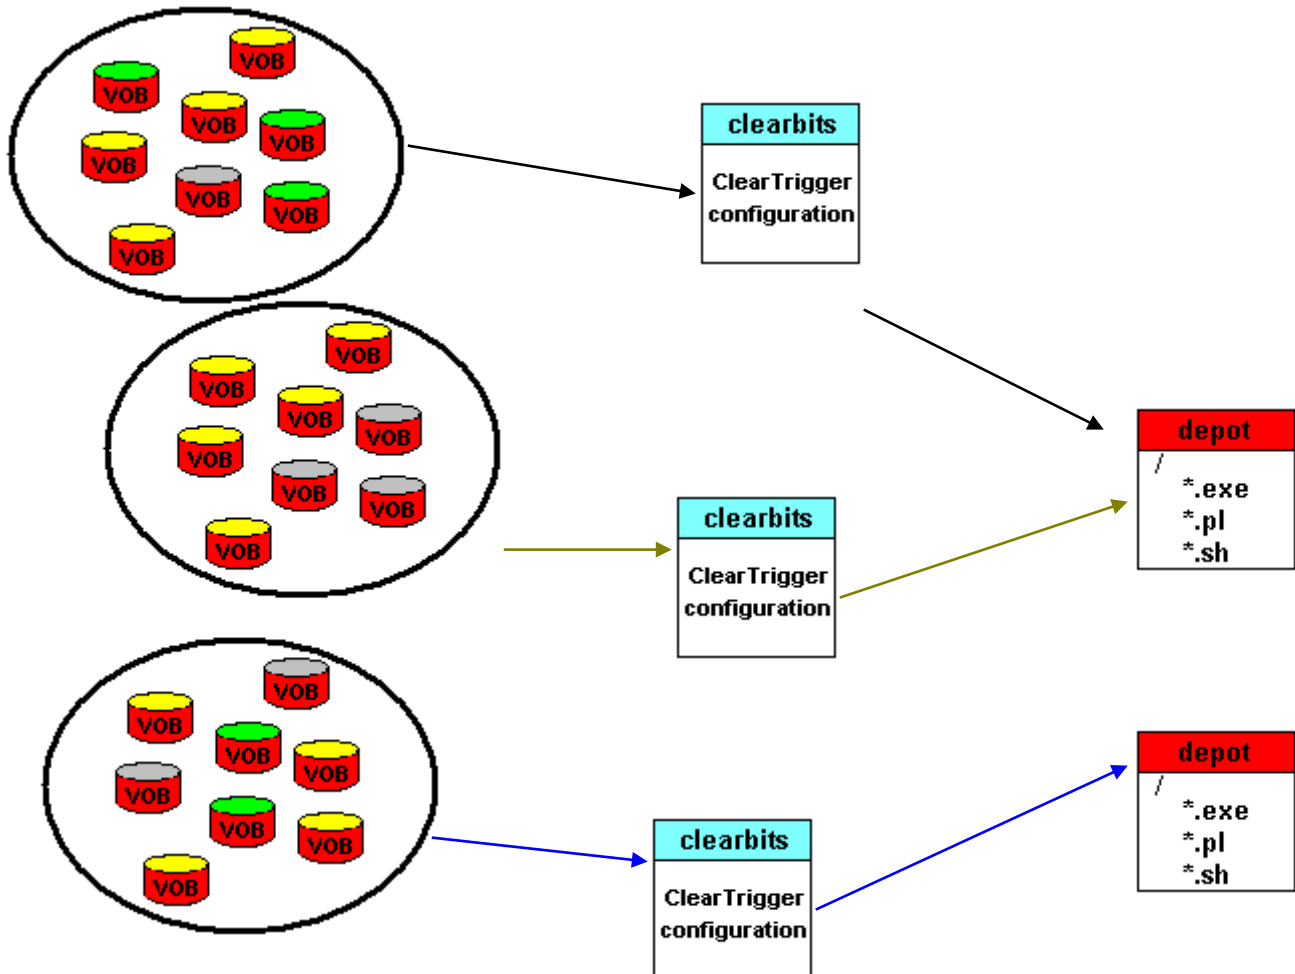 VOB
VOB
VOB
VOB
VOB
VOB
VOB
VOB
clearbits
ClearTrigger
configuration
VOB
VOB
VOB
VOB
VOB
VOB
VOB
VOB
clearbits
ClearTrigger
configuration
depot
/
*.exe
*.pl
*.sh
VOB
VOB
VOB
VOB
VOB
VOB
VOB
VOB
clearbits
ClearTrigger
configuration
depot
/
*.exe
*.pl
*.sh